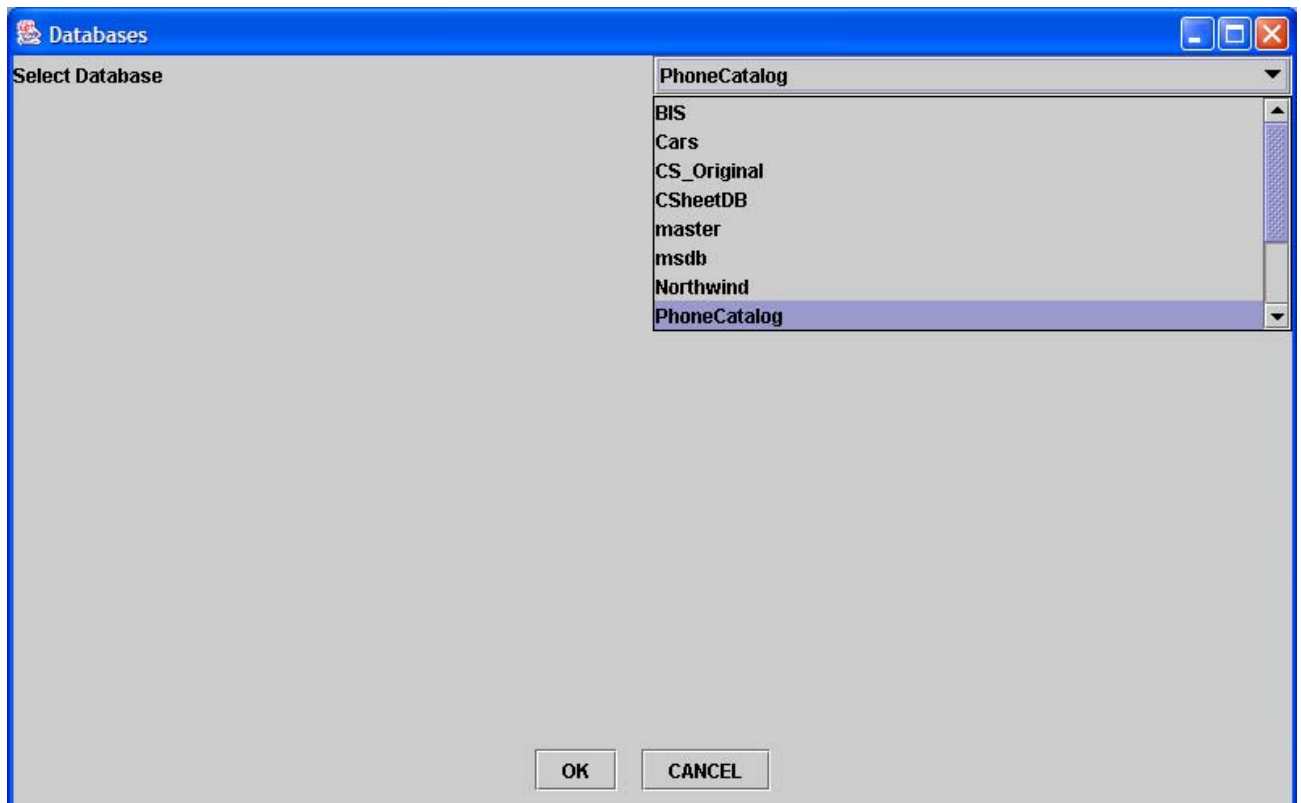 Databases
Select Database
PhoneCatalog
BIS
Cars
CS_Original
CSheetDB
master
msdb
Northwind
PhoneCatalog
OK
CANCEL